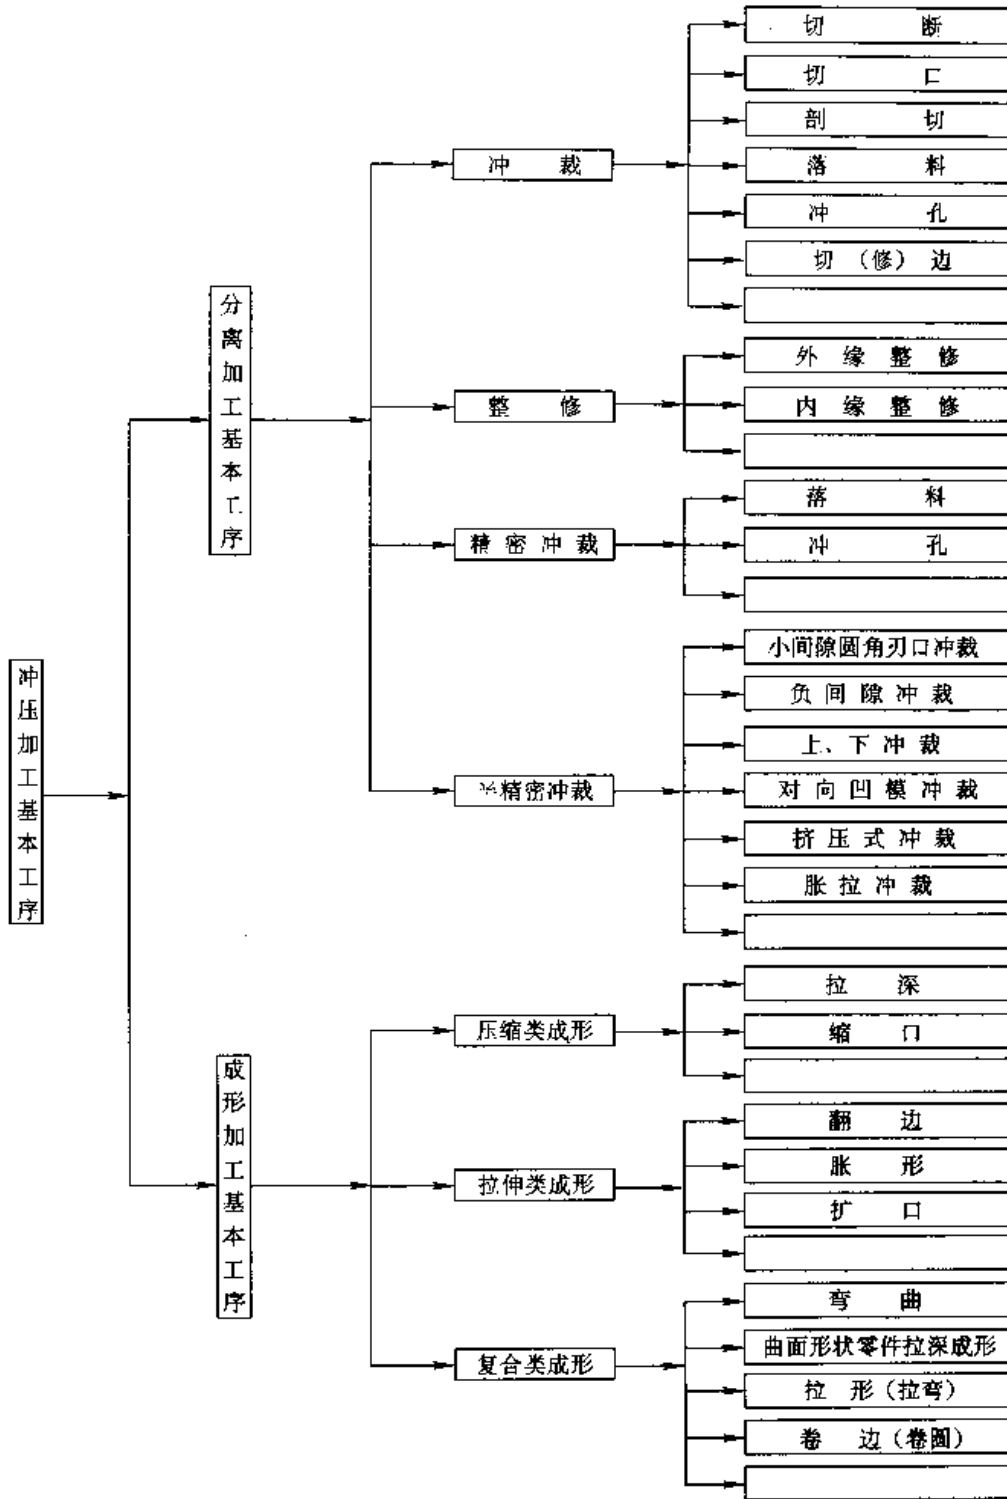 冲压加工基本工序
分离加工基本工序
冲 裁
切 断
切 口
剖 切
落 料
冲 孔
切 （修） 边
整 修
外 缘 整 修
内 缘 整 修
精 密 冲 裁
落 料
冲 孔
半精密冲裁
小间隙圆角刃口冲裁
负 间 隙 冲 裁
上、下 冲 裁
对 向 凹 模 冲 裁
挤 压 式 冲 裁
胀 拉 冲 裁
成形加工基本工序
压缩类成形
拉 深
缩 口
拉伸类成形
翻 边
胀 形
扩 口
复合类成形
弯 曲
曲面形状零件拉深成形
拉 形（拉弯）
卷 边（卷圆）